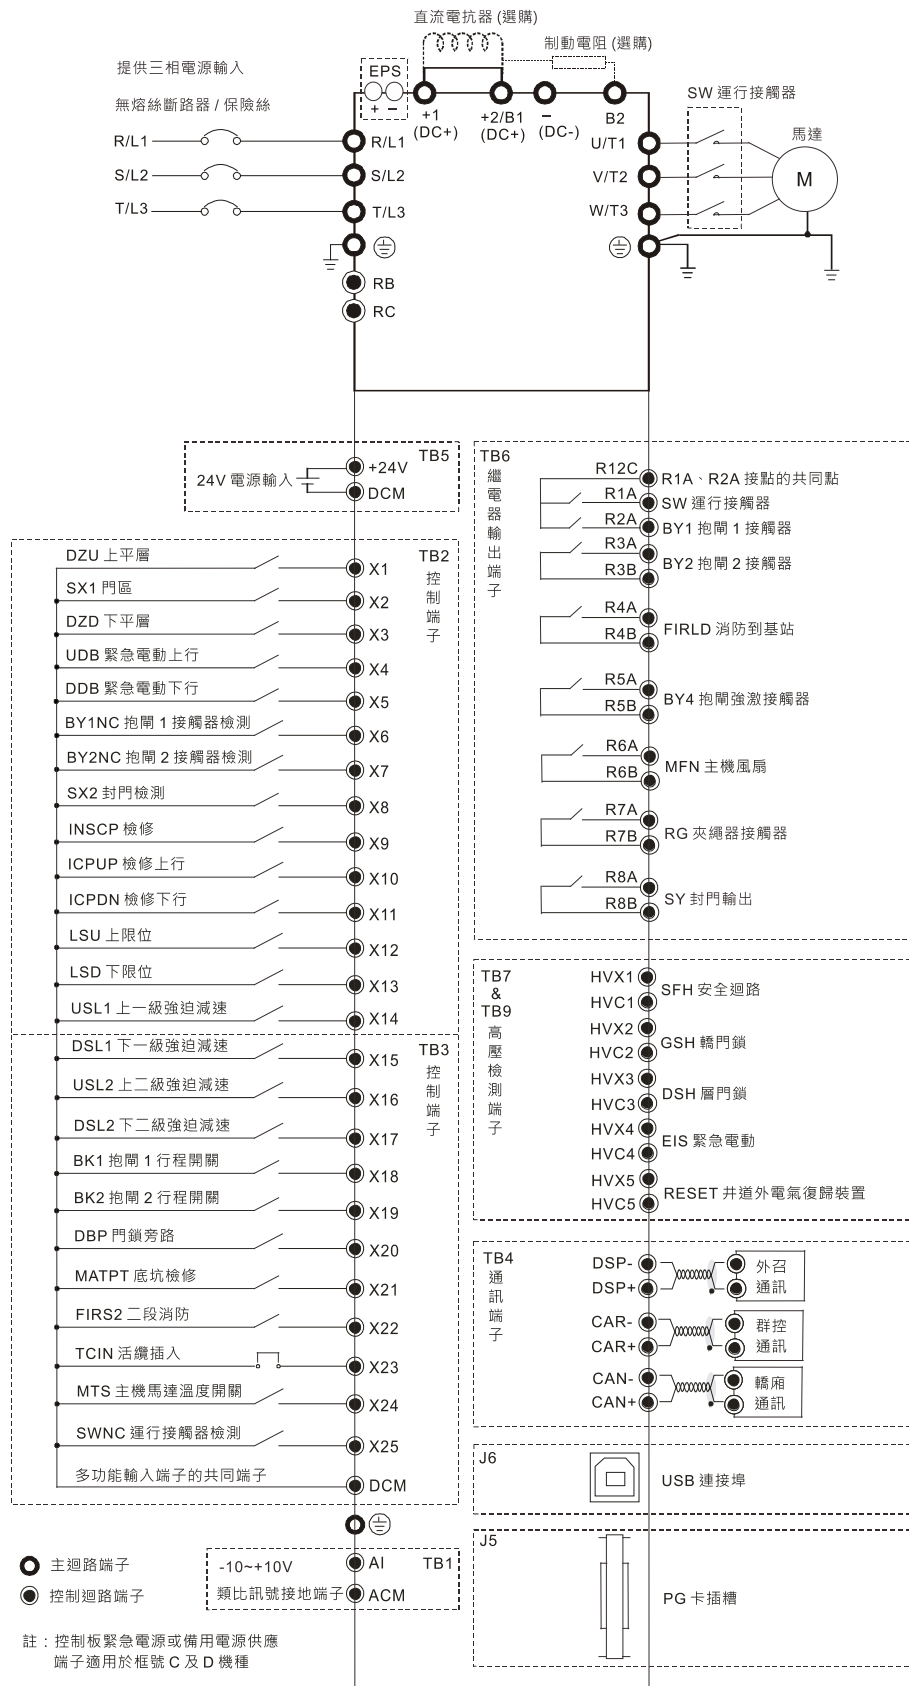 直流電抗器 (選購)
制動電阻 (選購)
提供三相電源輸入
EPS
+ −
無熔絲斷路器 / 保險絲
+1
(DC+)
+2/B1
(DC+)
−
(DC-)
B2
SW 運行接觸器
馬達
R/L1
R/L1
U/T1
S/L2
S/L2
V/T2
M
T/L3
T/L3
W/T3
RB
RC
TB5
24V 電源輸入
+24V
DCM
TB2
控制端子
DZU 上平層
X1
SX1 門區
X2
DZD 下平層
X3
UDB 緊急電動上行
X4
DDB 緊急電動下行
X5
BY1NC 抱閘 1 接觸器檢測
X6
BY2NC 抱閘 2 接觸器檢測
X7
SX2 封門檢測
X8
INSCP 檢修
X9
ICPUP 檢修上行
X10
ICPDN 檢修下行
X11
LSU 上限位
X12
LSD 下限位
X13
USL1 上一級強迫減速
X14
TB3
控制端子
DSL1 下一級強迫減速
X15
USL2 上二級強迫減速
X16
DSL2 下二級強迫減速
X17
BK1 抱閘 1 行程開關
X18
BK2 抱閘 2 行程開關
X19
DBP 門鎖旁路
X20
MATPT 底坑檢修
X21
FIRS2 二段消防
X22
TCIN 活纜插入
X23
MTS 主機馬達溫度開關
X24
SWNC 運行接觸器檢測
X25
多功能輸入端子的共同端子
DCM
TB1
-10~+10V
AI
類比訊號接地端子
ACM
主迴路端子
控制迴路端子
註：控制板緊急電源或備用電源供應
端子適用於框號 C 及 D 機種
TB6
繼電器輸出端子
R12C
R1A、R2A 接點的共同點
R1A
SW 運行接觸器
R2A
BY1 抱閘 1 接觸器
R3A
R3B
BY2 抱閘 2 接觸器
R4A
R4B
FIRLD 消防到基站
R5A
R5B
BY4 抱閘強激接觸器
R6A
R6B
MFN 主機風扇
R7A
R7B
RG 夾繩器接觸器
R8A
R8B
SY 封門輸出
TB7
&
TB9
高壓檢測端子
HVX1
HVC1
SFH 安全迴路
HVX2
HVC2
GSH 轎門鎖
HVX3
HVC3
DSH 層門鎖
HVX4
HVC4
EIS 緊急電動
HVX5
HVC5
RESET 井道外電氣復歸裝置
TB4
通訊端子
DSP-
DSP+
外召
通訊
CAR-
CAR+
群控
通訊
CAN-
CAN+
轎廂
通訊
J6
USB 連接埠
J5
PG 卡插槽